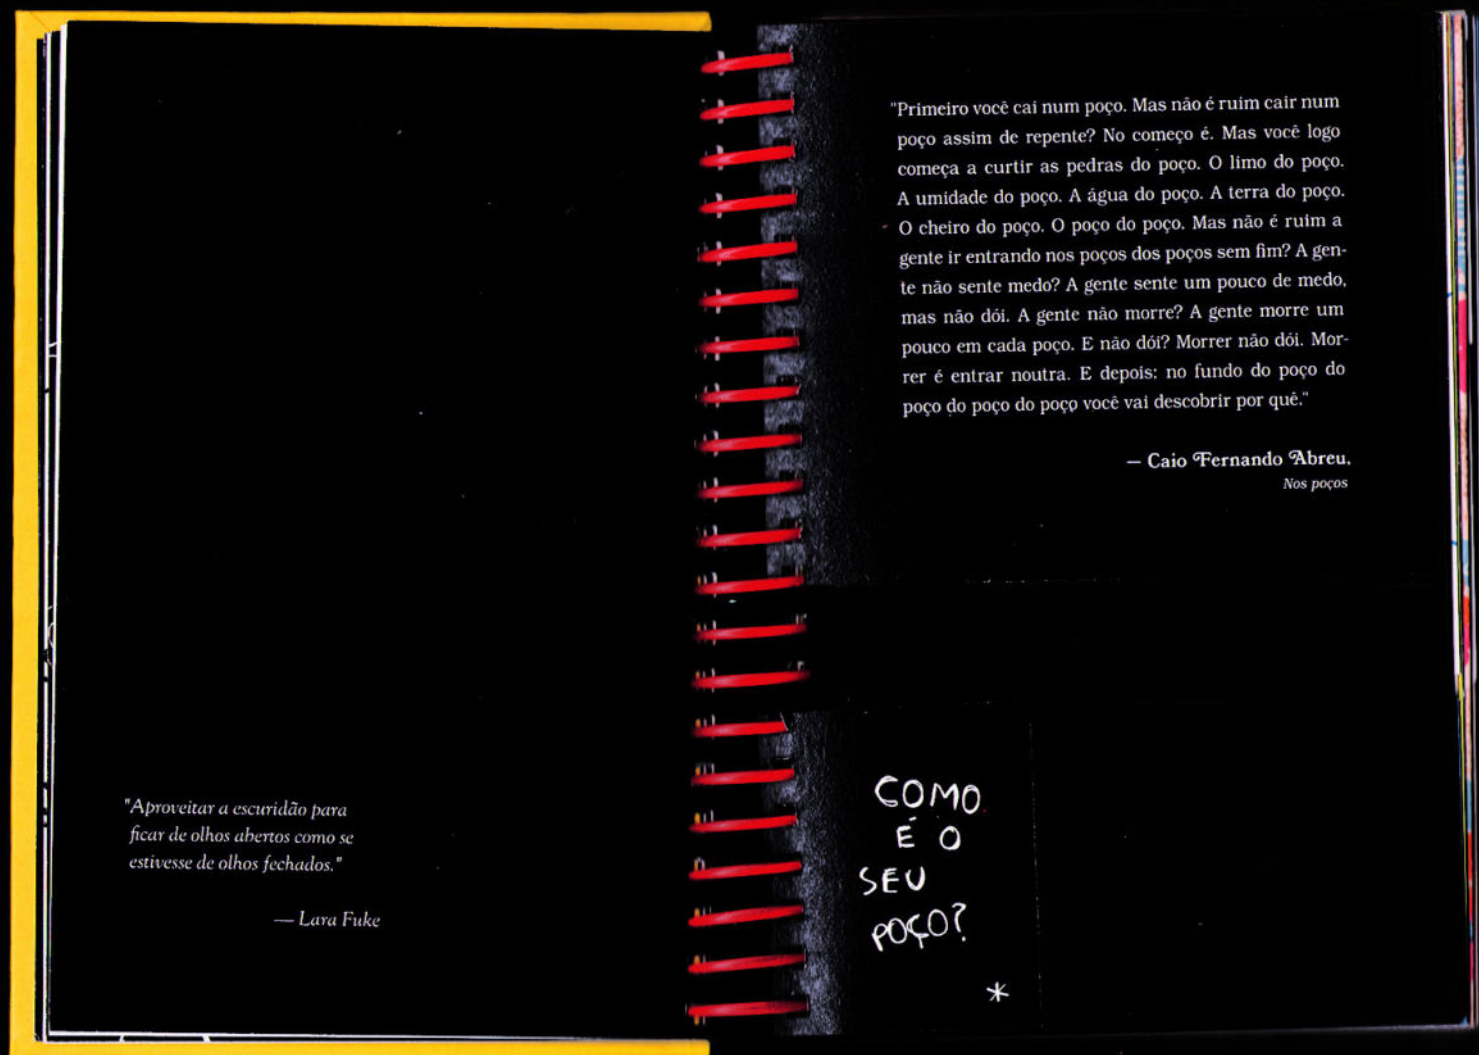 "Aproveitar a escuridão para
ficar de olhos abertos como se
estivesse de olhos fechados."
— Lara Fuke
"Primeiro você cai num poço. Mas não é ruim cair num
poço assim de repente? No começo é. Mas você logo
começa a curtir as pedras do poço. O limo do poço.
A umidade do poço. A água do poço. A terra do poço.
O cheiro do poço. O poço do poço. Mas não é ruim a
gente ir entrando nos poços dos poços sem fim? A gen-
te não sente medo? A gente sente um pouco de medo,
mas não dói. A gente não morre? A gente morre um
pouco em cada poço. E não dói? Morrer não dói. Mor-
rer é entrar noutra. E depois: no fundo do poço do
poço do poço do poço você vai descobrir por quê."
— Caio Fernando Abreu,
Nos poços
COMO
É O
SEU
POÇO?
*